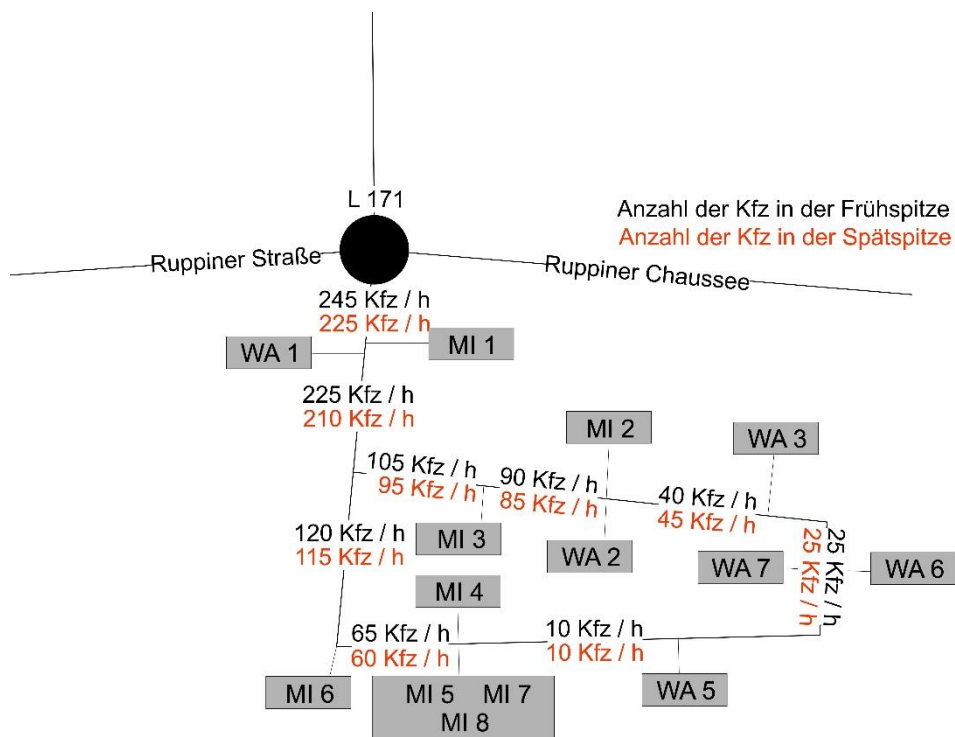 L 171
Anzahl der Kfz in der Frühspitze
Anzahl der Kfz in der Spätspitze
Ruppiner Straße
Ruppiner Chaussee
245 Kfz / h
225 Kfz / h
WA 1
MI 1
225 Kfz / h
210 Kfz / h
MI 2
WA 3
105 Kfz / h
95 Kfz / h
90 Kfz / h
85 Kfz / h
40 Kfz / h
45 Kfz / h
120 Kfz / h
115 Kfz / h
MI 3
WA 2
WA 7
25 Kfz / h
25 Kfz / h
WA 6
MI 4
65 Kfz / h
60 Kfz / h
10 Kfz / h
10 Kfz / h
MI 6
MI 5 MI 7
MI 8
WA 5